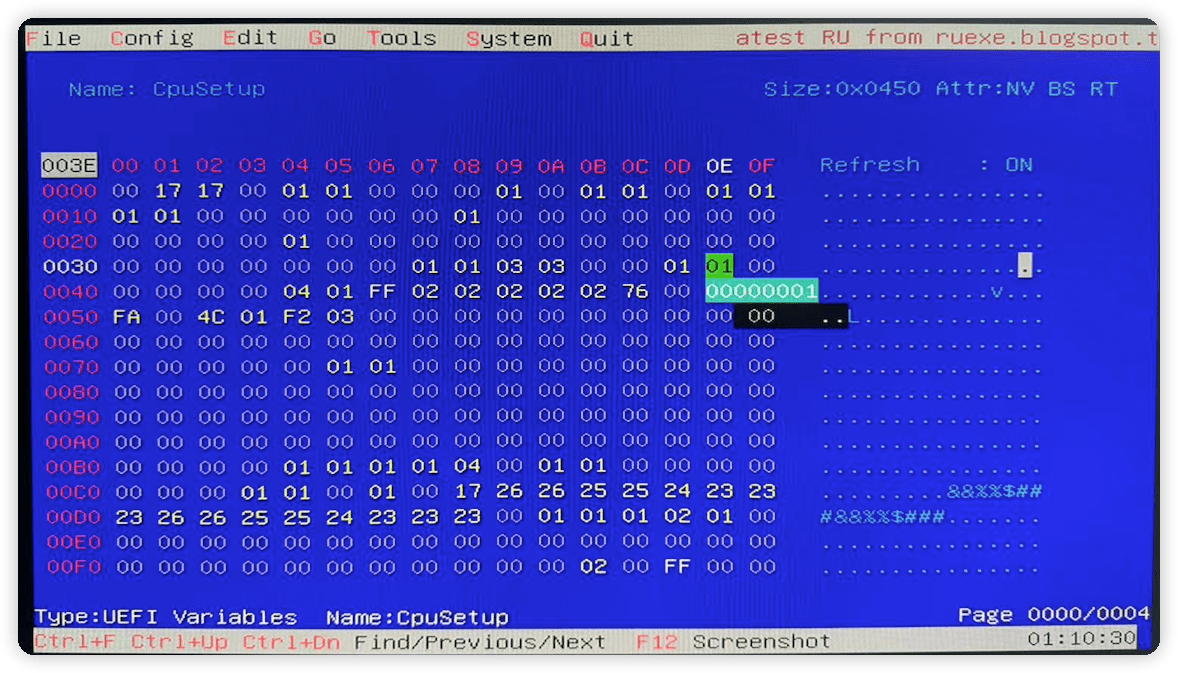 File Config Edit Go Tools System Quit atest RU from ruexe.blogspot.t
Name: CpuSetup Size:0x0450 Attr:NV BS RT
003E 00 01 02 03 04 05 06 07 08 09 0A 0B 0C 0D 0E 0F Refresh : ON
0000 00 17 17 00 01 01 00 00 00 01 00 01 01 00 01 01 ................
0010 01 01 00 00 00 00 00 00 01 00 00 00 00 00 00 00 ................
0020 00 00 00 00 01 00 00 00 00 00 00 00 00 00 00 00 ................
0030 00 00 00 00 00 00 00 01 01 03 03 00 00 01 01 00 ................
0040 00 00 00 00 04 01 FF 02 02 02 02 02 76 00 00000001 ............v...
0050 FA 00 4C 01 F2 03 00 00 00 00 00 00 00 00 00 00 ..L.............
0060 00 00 00 00 00 00 00 00 00 00 00 00 00 00 00 00 ................
0070 00 00 00 00 00 01 01 00 00 00 00 00 00 00 00 00 ................
0080 00 00 00 00 00 00 00 00 00 00 00 00 00 00 00 00 ................
0090 00 00 00 00 00 00 00 00 00 00 00 00 00 00 00 00 ................
00A0 00 00 00 00 00 00 00 00 00 00 00 00 00 00 00 00 ................
00B0 00 00 00 00 01 01 01 01 04 00 01 01 00 00 00 00 ................
00C0 00 00 00 01 01 00 01 00 17 26 26 25 25 24 23 23 .........&&%%$##
00D0 23 26 26 25 25 24 23 23 23 00 01 01 01 02 01 00 #&&%%$###.......
00E0 00 00 00 00 00 00 00 00 00 00 00 00 00 00 00 00 ................
00F0 00 00 00 00 00 00 00 00 00 00 00 02 00 FF 00 00 ................
Type:UEFI Variables Name:CpuSetup Page 0000/0004
Ctrl+F Ctrl+Up Ctrl+Dn Find/Previous/Next F12 Screenshot 01:10:30